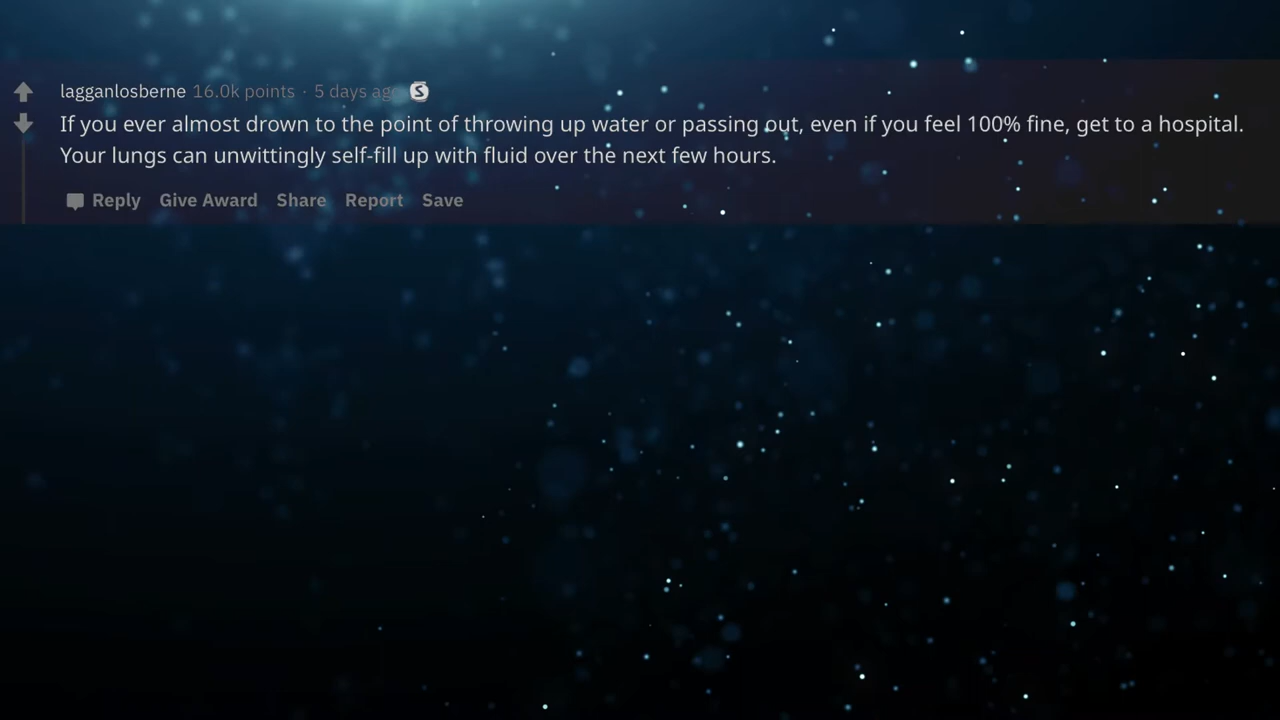 lagganlosberne 16.0k points · 5 days ago S
If you ever almost drown to the point of throwing up water or passing out, even if you feel 100% fine, get to a hospital.
Your lungs can unwittingly self-fill up with fluid over the next few hours.
Reply Give Award Share Report Save